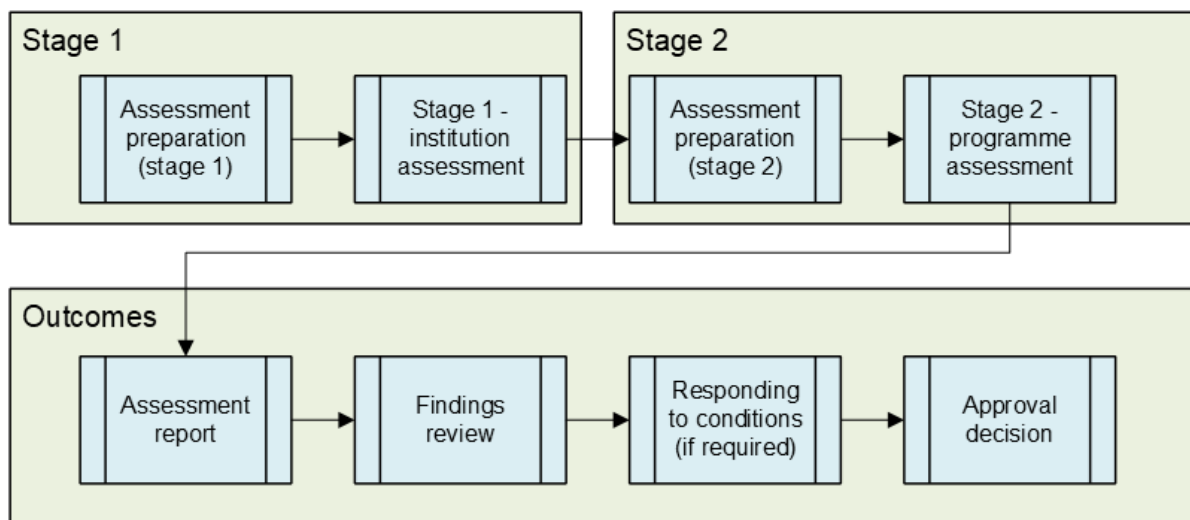 Stage 1
Assessment
preparation
(stage 1)
Stage 1 -
institution
assessment
Stage 2
Assessment
preparation
(stage 2)
Stage 2 -
programme
assessment
Outcomes
Assessment
report
Findings
review
Responding
to conditions
(if required)
Approval
decision